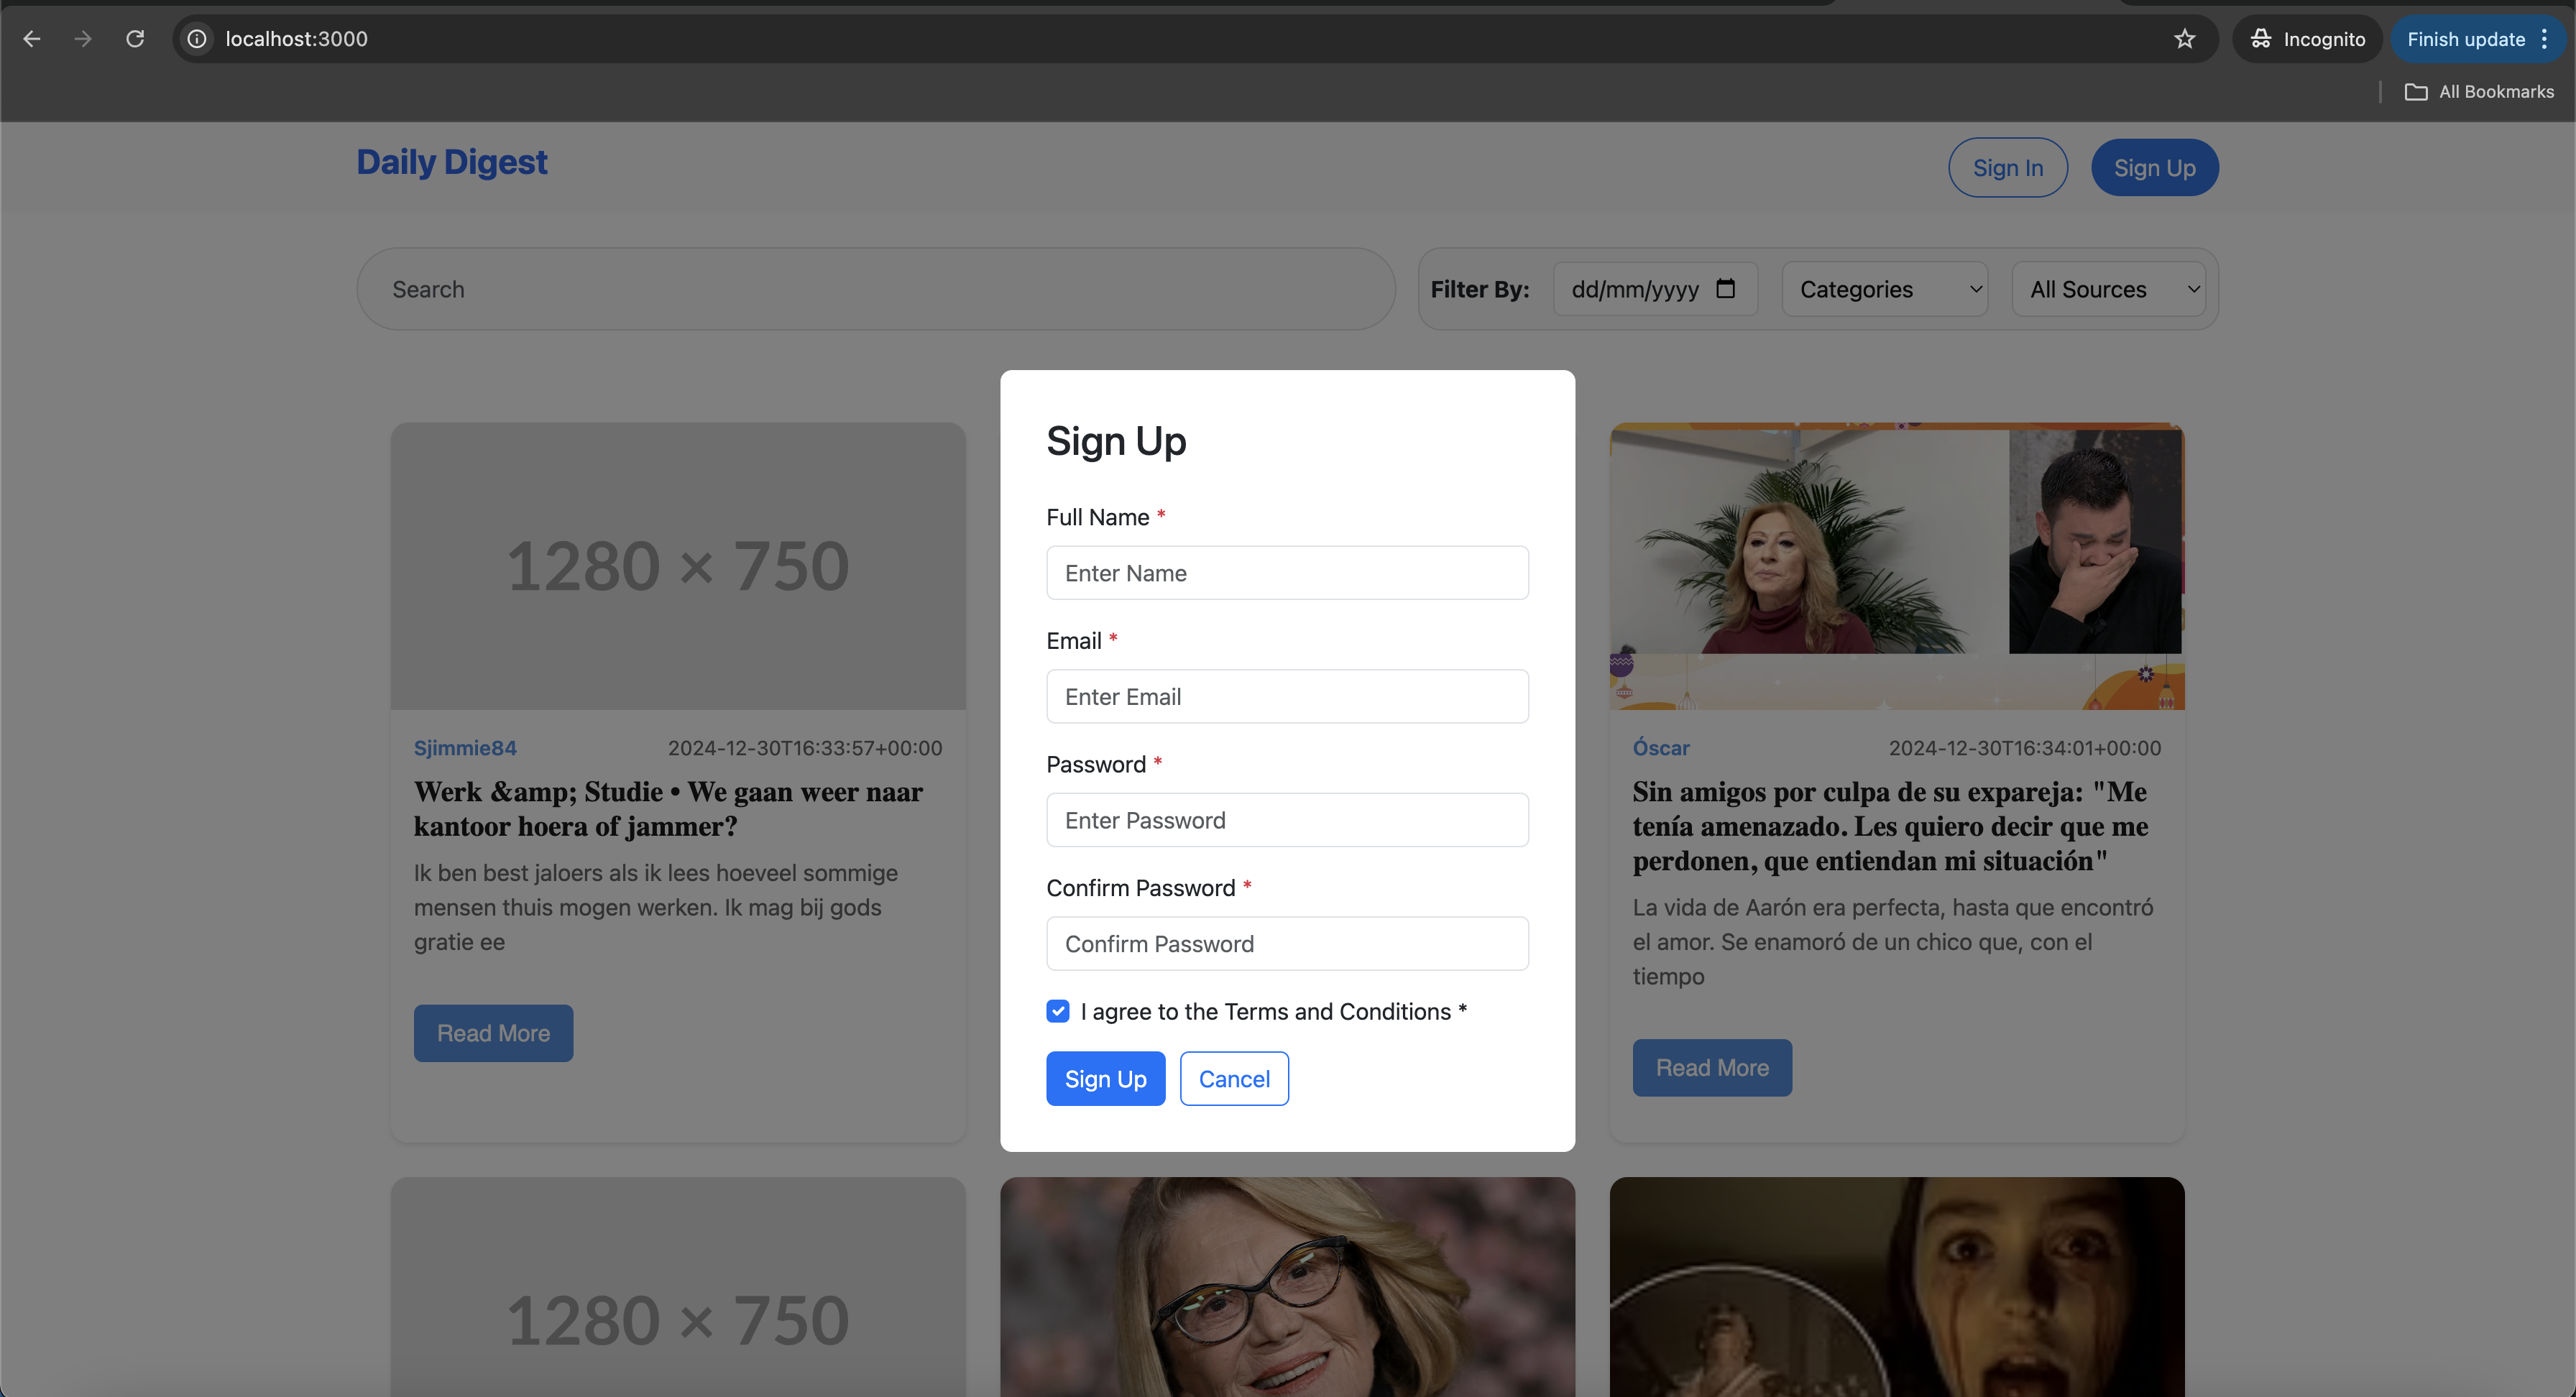 localhost:3000
Incognito
Finish update
All Bookmarks
Daily Digest
Sign In
Sign Up
Search
Filter By:
dd/mm/yyyy
Categories
All Sources
1280 × 750
Sjimmie84
2024-12-30T16:33:57+00:00
Werk &amp; Studie • We gaan weer naar
kantoor hoera of jammer?
Ik ben best jaloers als ik lees hoeveel sommige
mensen thuis mogen werken. Ik mag bij gods
gratie ee
Read More
Sign Up
Full Name *
Enter Name
Email *
Enter Email
Password *
Enter Password
Confirm Password *
Confirm Password
I agree to the Terms and Conditions *
Sign Up
Cancel
Óscar
2024-12-30T16:34:01+00:00
Sin amigos por culpa de su expareja: "Me
tenía amenazado. Les quiero decir que me
perdonen, que entiendan mi situación"
La vida de Aarón era perfecta, hasta que encontró
el amor. Se enamoró de un chico que, con el
tiempo
Read More
1280 × 750